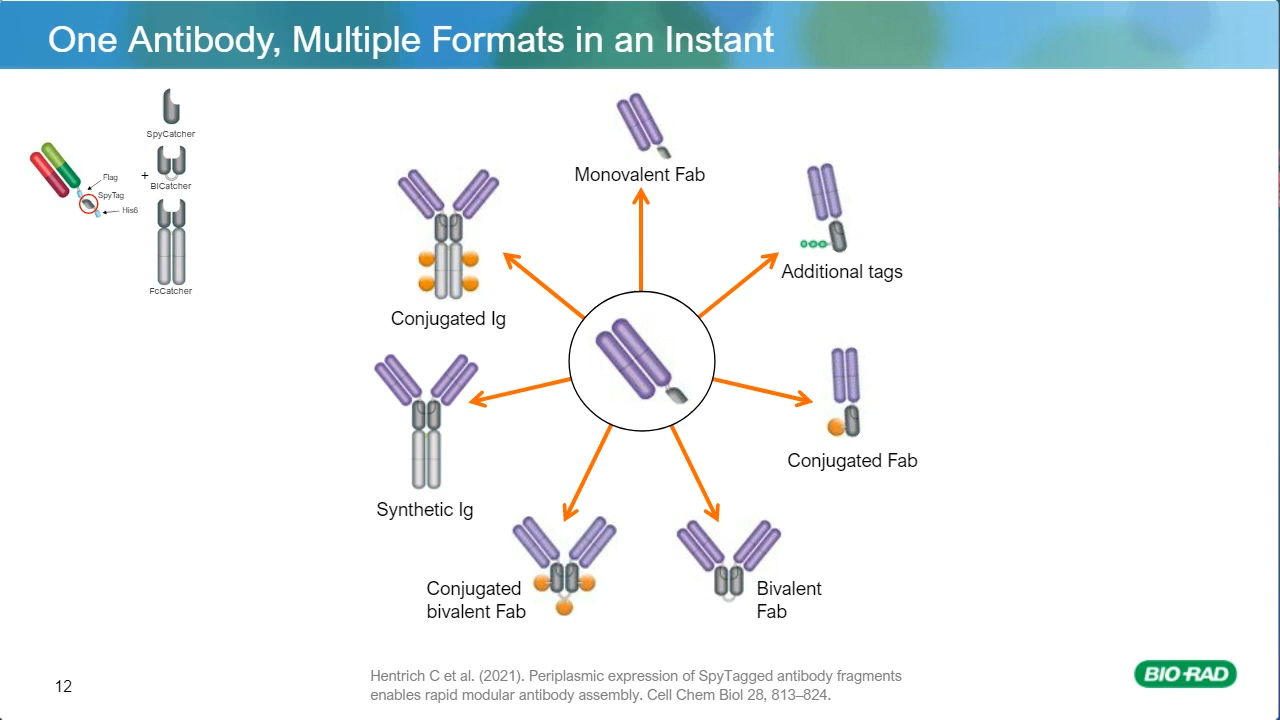 One Antibody, Multiple Formats in an Instant
SpyCatcher
Flag
+
SpyTag
BiCatcher
His6
FcCatcher
Monovalent Fab
Additional tags
Conjugated Ig
Conjugated Fab
Synthetic Ig
Conjugated
bivalent Fab
Bivalent
Fab
Hentrich C et al. (2021). Periplasmic expression of SpyTagged antibody fragments
enables rapid modular antibody assembly. Cell Chem Biol 28, 813–824.
12
BIO-RAD